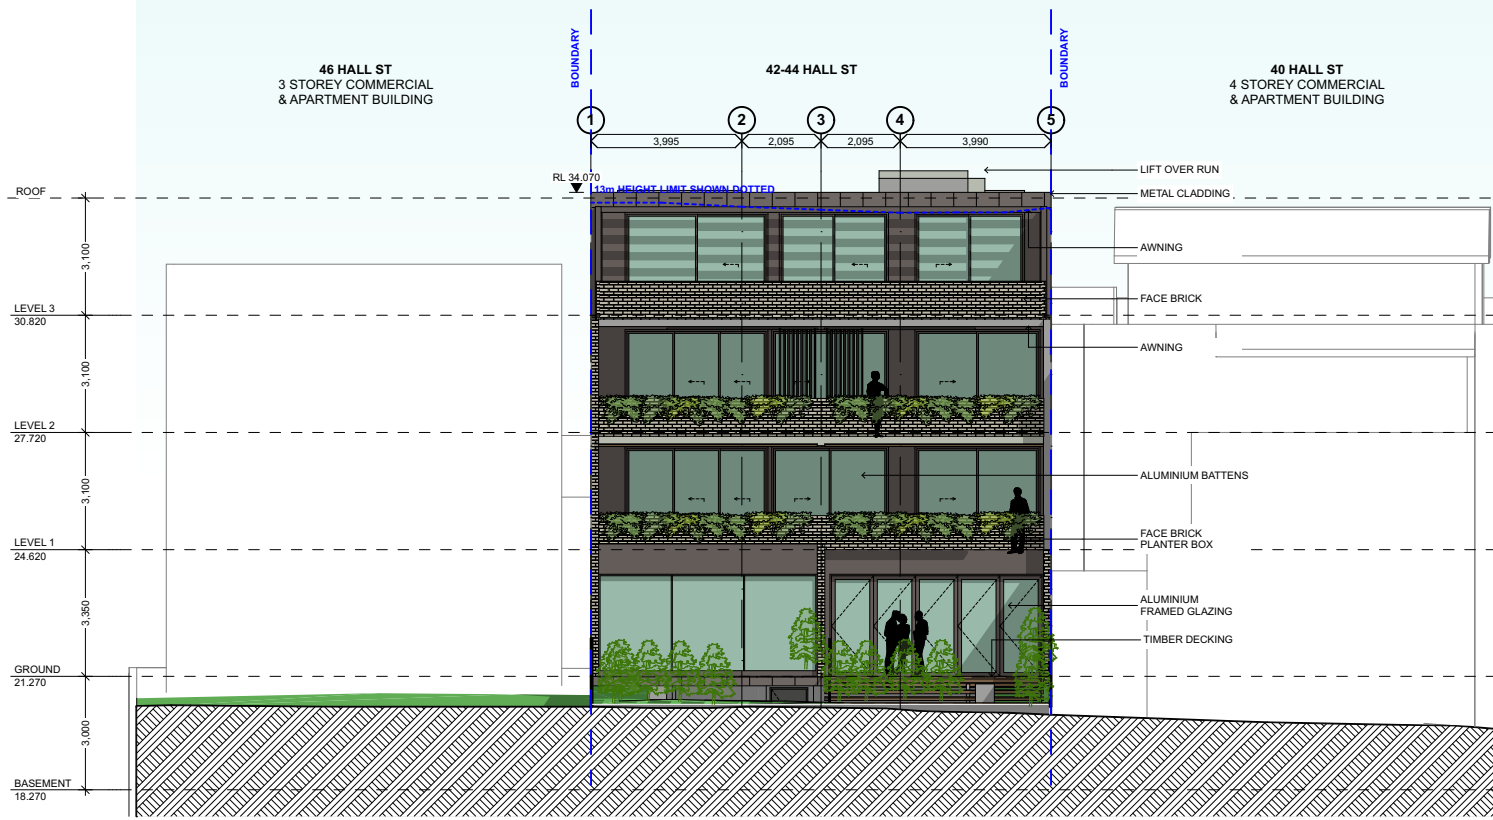 BOUNDARY
BOUNDARY
46 HALL ST
3 STOREY COMMERCIAL
& APARTMENT BUILDING
42-44 HALL ST
40 HALL ST
4 STOREY COMMERCIAL
& APARTMENT BUILDING
1
2
3
4
5
3,995
2,095
2,095
3,990
LIFT OVER RUN
RL 34.070
13m HEIGHT LIMIT SHOWN DOTTED
ROOF
METAL CLADDING
3,100
AWNING
LEVEL 3
30.820
FACE BRICK
AWNING
3,100
LEVEL 2
27.720
3,100
ALUMINIUM BATTENS
LEVEL 1
24.620
FACE BRICK
PLANTER BOX
3,350
ALUMINIUM
FRAMED GLAZING
TIMBER DECKING
GROUND
21.270
3,000
BASEMENT
18.270